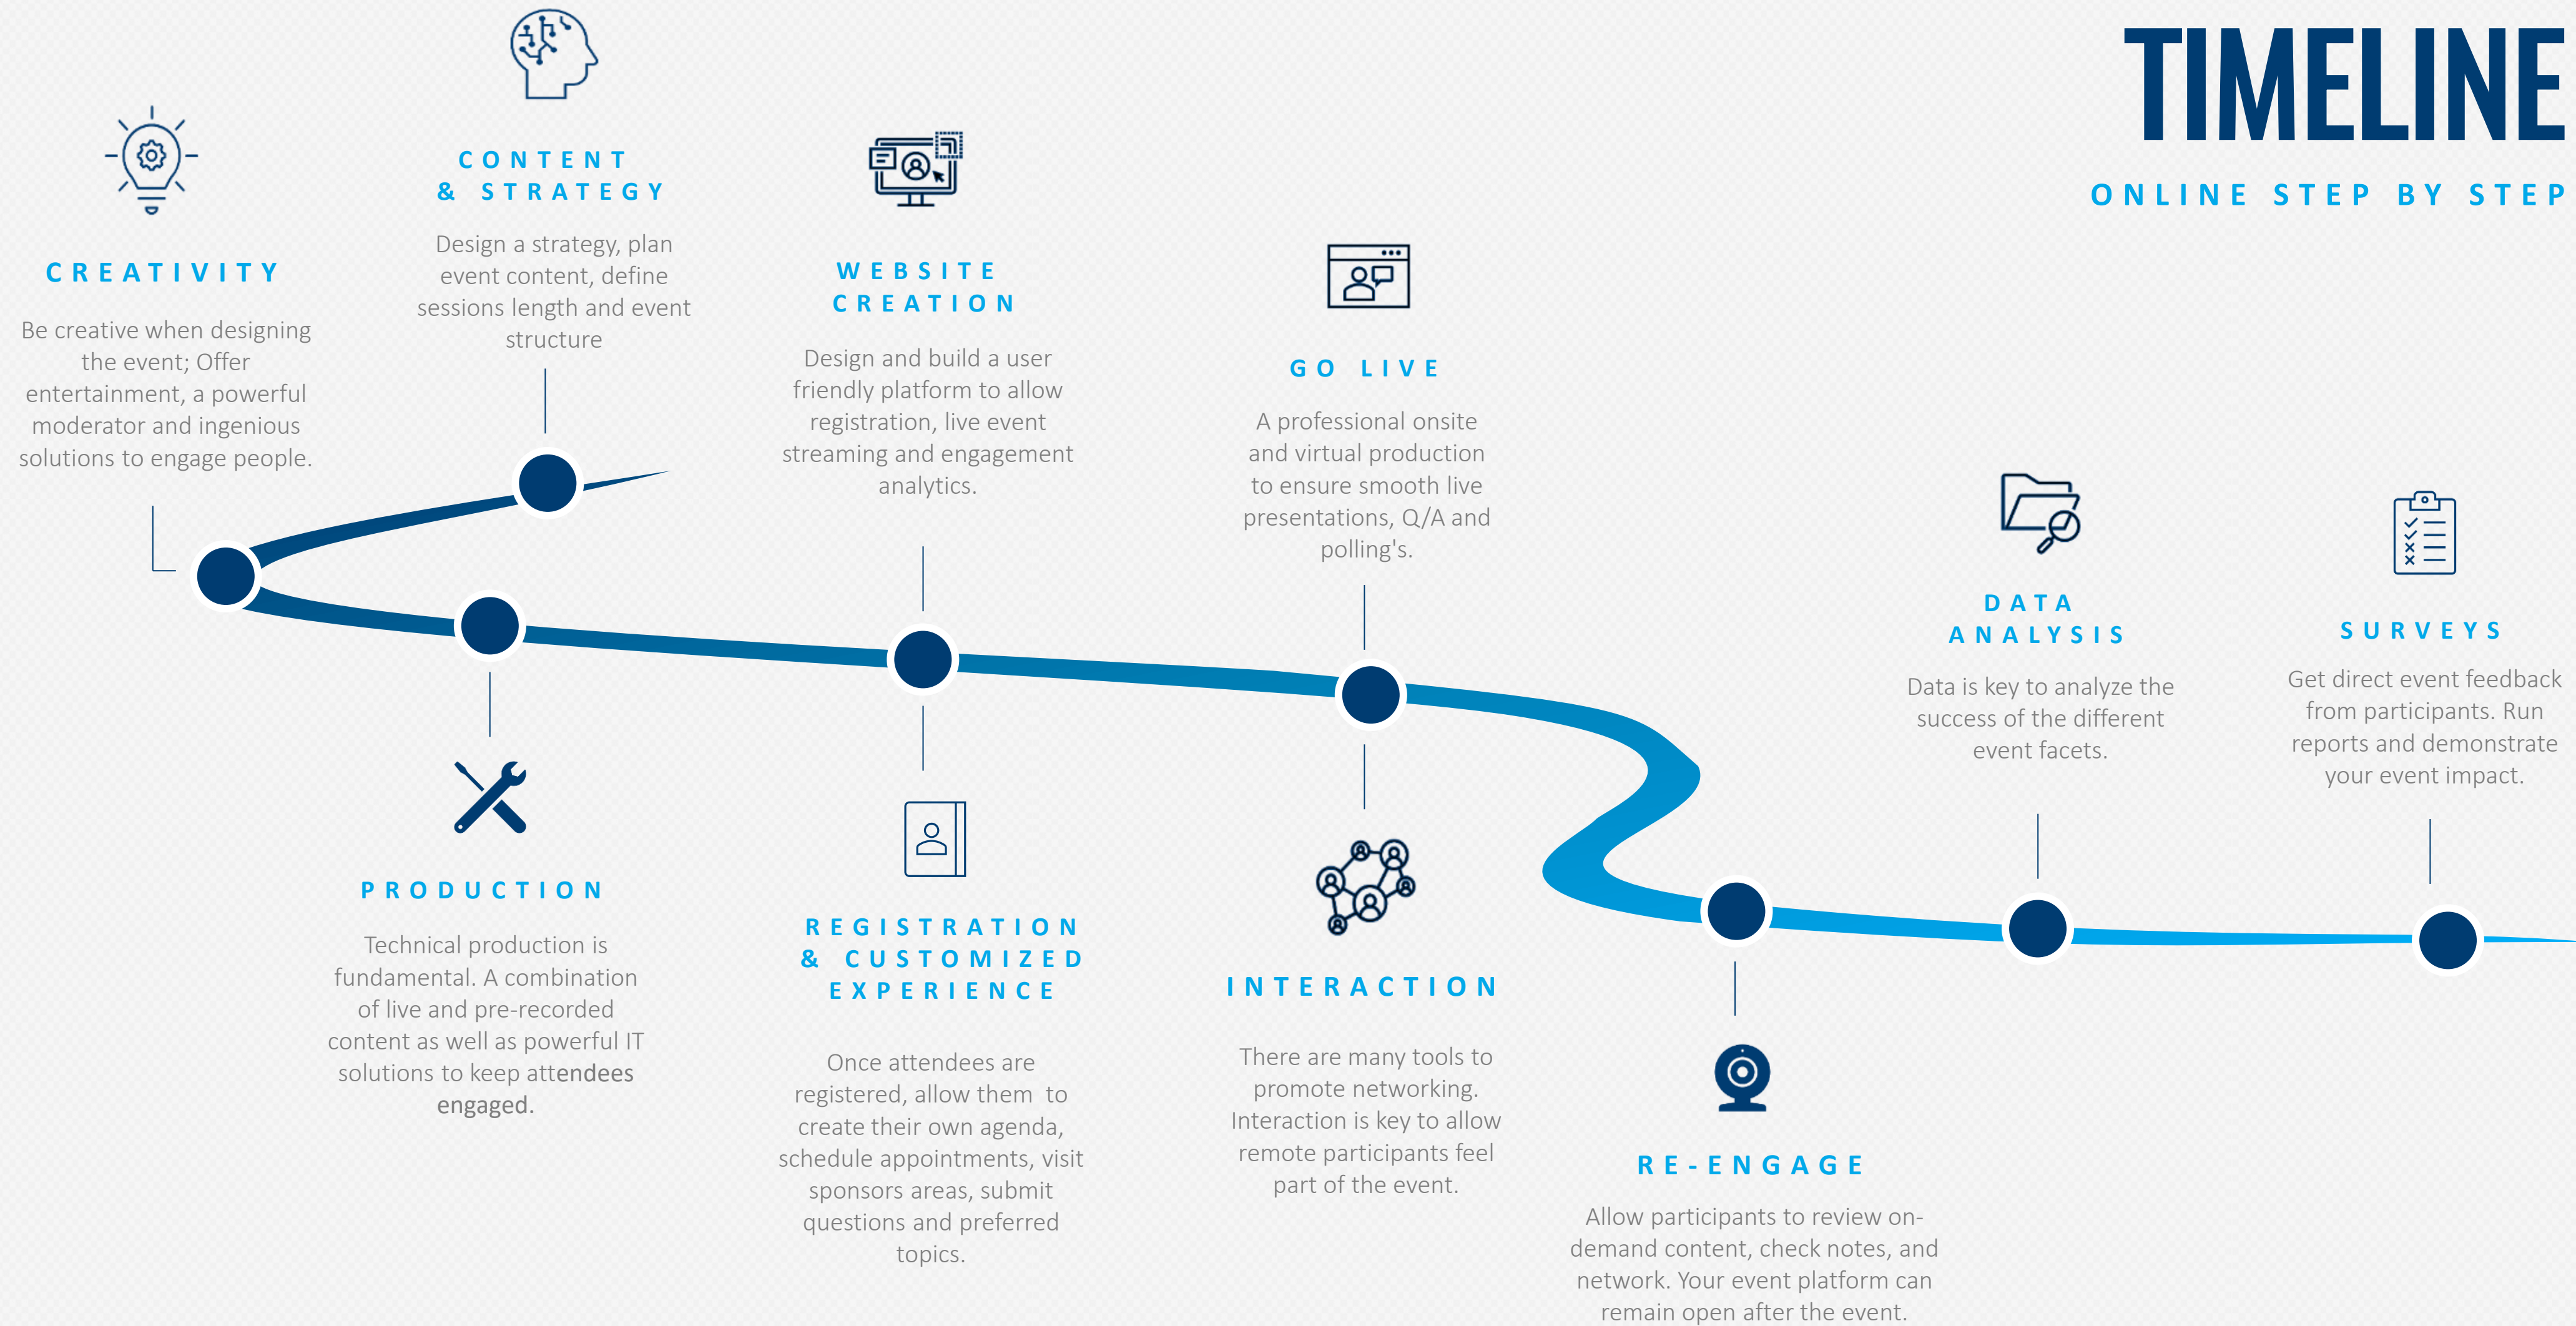 TIMELINE
ONLINE STEP BY STEP
CONTENT
& STRATEGY
Design a strategy, plan
event content, define
sessions length and event
structure
CREATIVITY
Be creative when designing
the event; Offer
entertainment, a powerful
moderator and ingenious
solutions to engage people.
PRODUCTION
Technical production is
fundamental. A combination
of live and pre-recorded
content as well as powerful IT
solutions to keep attendees
engaged.
WEBSITE
CREATION
Design and build a user
friendly platform to allow
registration, live event
streaming and engagement
analytics.
REGISTRATION
& CUSTOMIZED
EXPERIENCE
Once attendees are
registered, allow them  to
create their own agenda,
schedule appointments, visit
sponsors areas, submit
questions and preferred
topics.
GO LIVE
A professional onsite
and virtual production
to ensure smooth live
presentations, Q/A and
polling's.
INTERACTION
There are many tools to
promote networking.
Interaction is key to allow
remote participants feel
part of the event.
RE-ENGAGE
Allow participants to review on-
demand content, check notes, and
network. Your event platform can
remain open after the event.
DATA
ANALYSIS
Data is key to analyze the
success of the different
event facets.
SURVEYS
Get direct event feedback
from participants. Run
reports and demonstrate
your event impact.